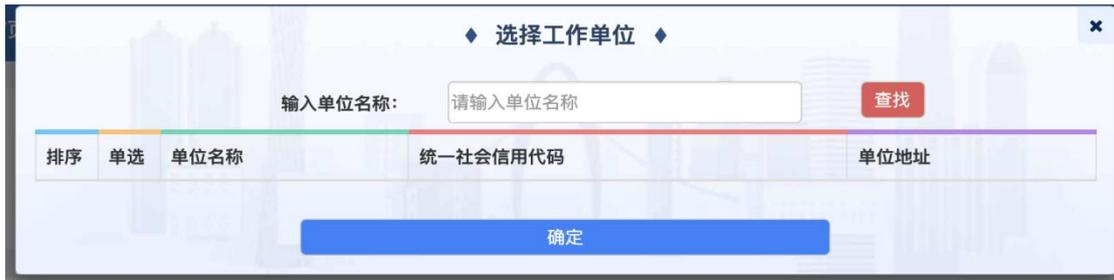 ♦ 选择工作单位 ♦
输入单位名称： 请输入单位名称 查找
排序 单选 单位名称 统一社会信用代码 单位地址
确定